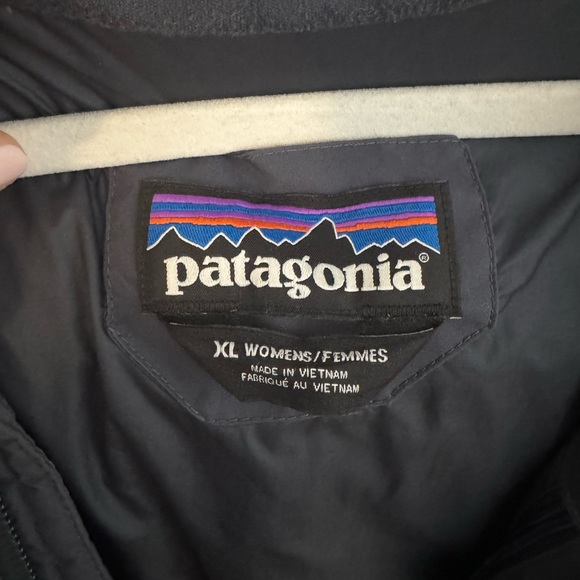 patagonia®
XL WOMENS/FEMMES
MADE IN VIETNAM
FABRIQUÉ AU VIETNAM